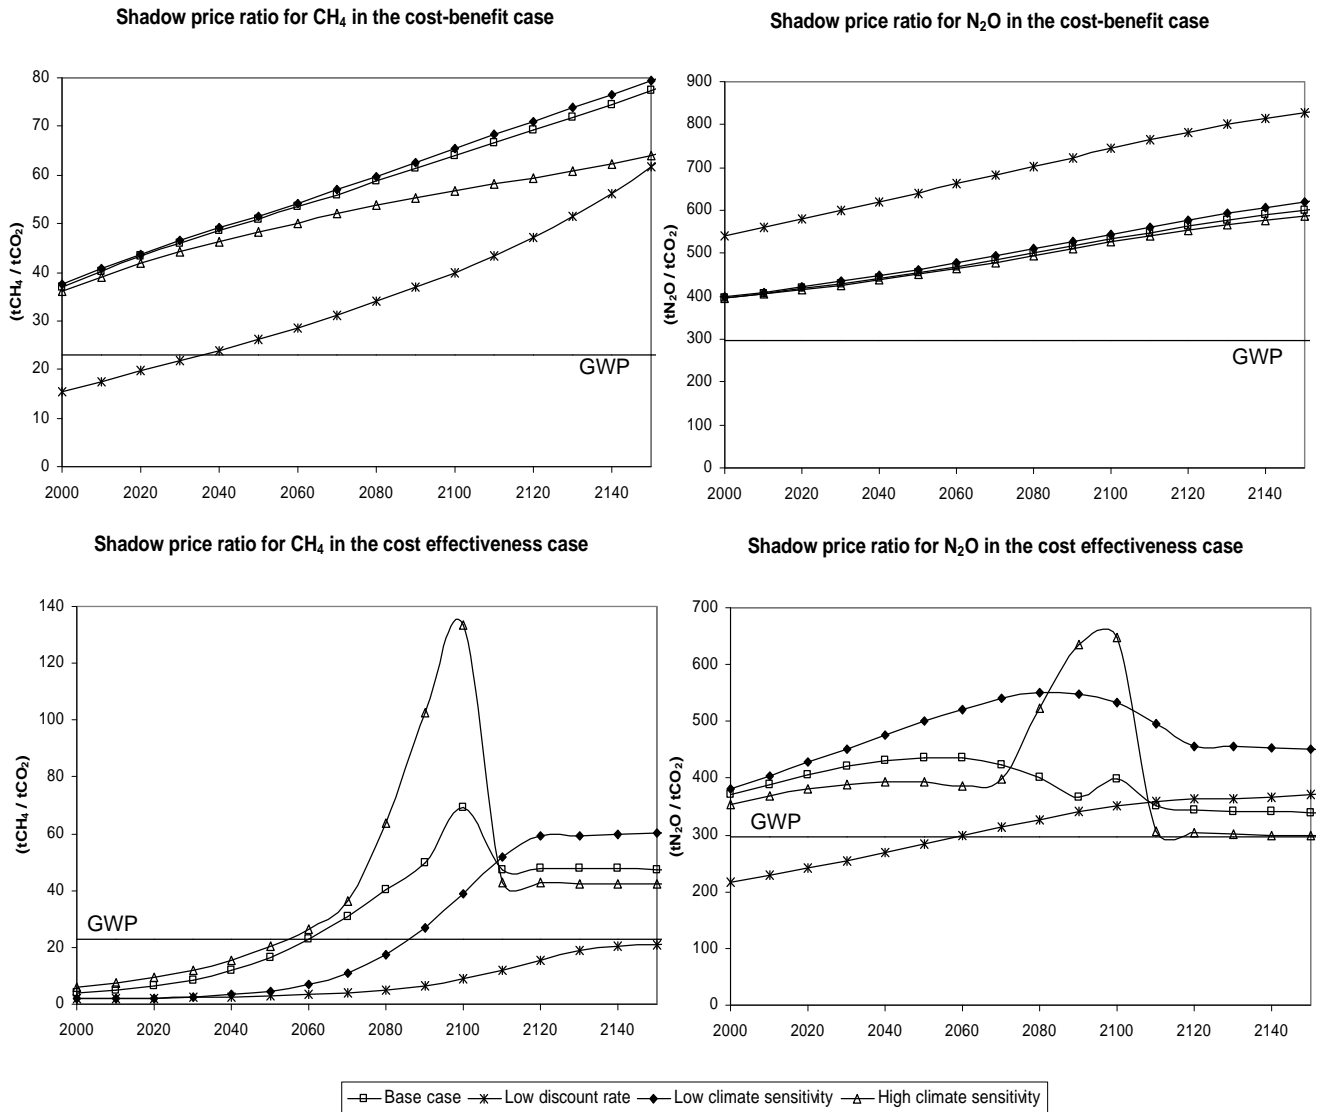 Shadow price ratio for CH₄ in the cost-benefit case
(tCH₄ / tCO₂)
80
70
60
50
40
30
20
10
0
GWP
2000 2020 2040 2060 2080 2100 2120 2140
Shadow price ratio for N₂O in the cost-benefit case
(tN₂O / tCO₂)
900
800
700
600
500
400
300
200
100
0
GWP
2000 2020 2040 2060 2080 2100 2120 2140
Shadow price ratio for CH₄ in the cost effectiveness case
(tCH₄ / tCO₂)
140
120
100
80
60
40
20
0
GWP
2000 2020 2040 2060 2080 2100 2120 2140
Shadow price ratio for N₂O in the cost effectiveness case
(tN₂O / tCO₂)
700
600
500
400
300
200
100
0
GWP
2000 2020 2040 2060 2080 2100 2120 2140
Base case Low discount rate Low climate sensitivity High climate sensitivity